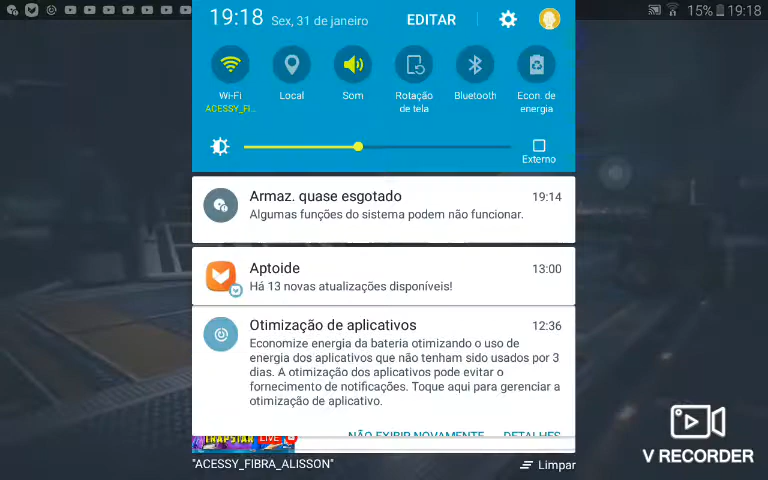 19:18 Sex, 31 de janeiro EDITAR
15% 19:18
Wi-Fi
ACESSY_FI...
Local
Som
Rotação
de tela
Bluetooth
Econ. de
energia
Externo
Armaz. quase esgotado 19:14
Algumas funções do sistema podem não funcionar.
Aptoide 13:00
Há 13 novas atualizações disponíveis!
Otimização de aplicativos 12:36
Economize energia da bateria otimizando o uso de
energia dos aplicativos que não tenham sido usados por 3
dias. A otimização dos aplicativos pode evitar o
fornecimento de notificações. Toque aqui para gerenciar a
otimização de aplicativo.
NÃO EXIBIR NOVAMENTE DETALHES
TRAPSTAR LIVE
"ACESSY_FIBRA_ALISSON" Limpar
V RECORDER